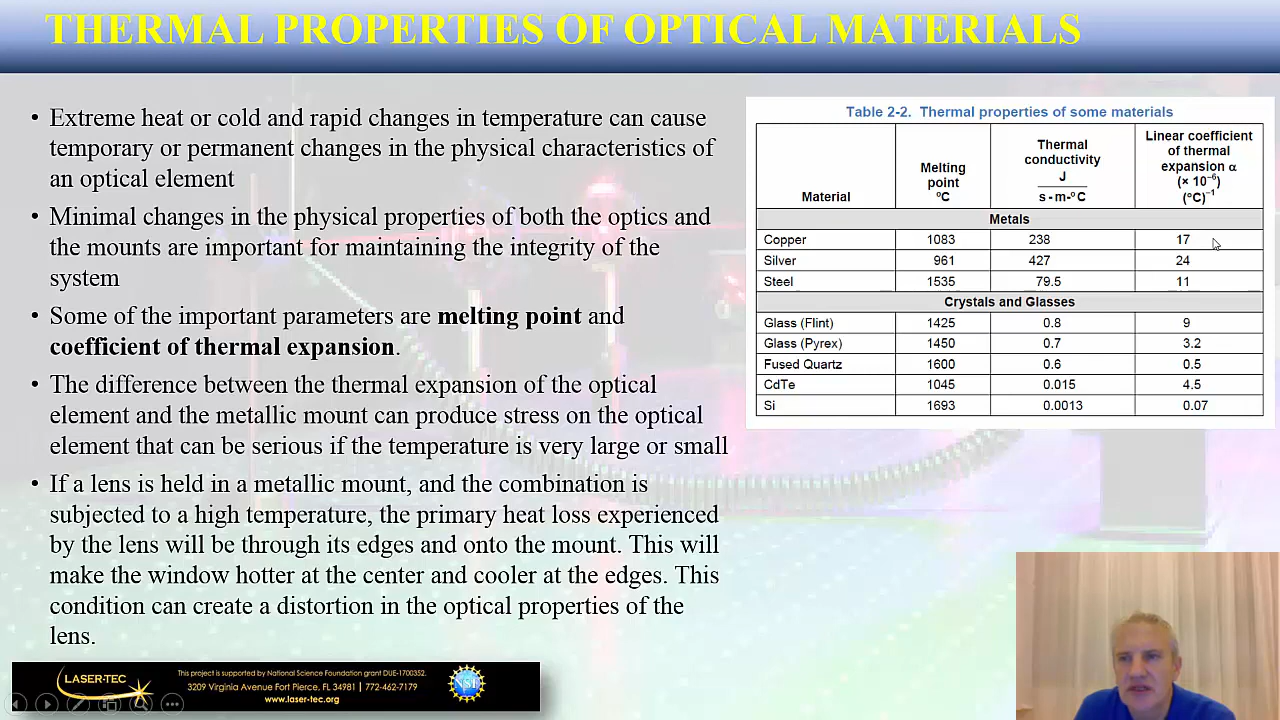 THERMAL PROPERTIES OF OPTICAL MATERIALS
• Extreme heat or cold and rapid changes in temperature can cause
temporary or permanent changes in the physical characteristics of
an optical element
• Minimal changes in the physical properties of both the optics and
the mounts are important for maintaining the integrity of the
system
• Some of the important parameters are melting point and
coefficient of thermal expansion.
• The difference between the thermal expansion of the optical
element and the metallic mount can produce stress on the optical
element that can be serious if the temperature is very large or small
• If a lens is held in a metallic mount, and the combination is
subjected to a high temperature, the primary heat loss experienced
by the lens will be through its edges and onto the mount. This will
make the window hotter at the center and cooler at the edges. This
condition can create a distortion in the optical properties of the
lens.
Table 2-2. Thermal properties of some materials
Material
Melting
point
ºC
Thermal
conductivity
J
s - m-º C
Linear coefficient
of thermal
expansion α
(× 10⁻⁶)
(°C)⁻¹
Metals
Copper 1083 238 17
Silver 961 427 24
Steel 1535 79.5 11
Crystals and Glasses
Glass (Flint) 1425 0.8 9
Glass (Pyrex) 1450 0.7 3.2
Fused Quartz 1600 0.6 0.5
CdTe 1045 0.015 4.5
Si 1693 0.0013 0.07
LASER-TEC
This project is supported by National Science Foundation grant DUE-1700352.
3209 Virginia Avenue Fort Pierce, FL 34981 | 772-462-7179
www.laser-tec.org
NSF